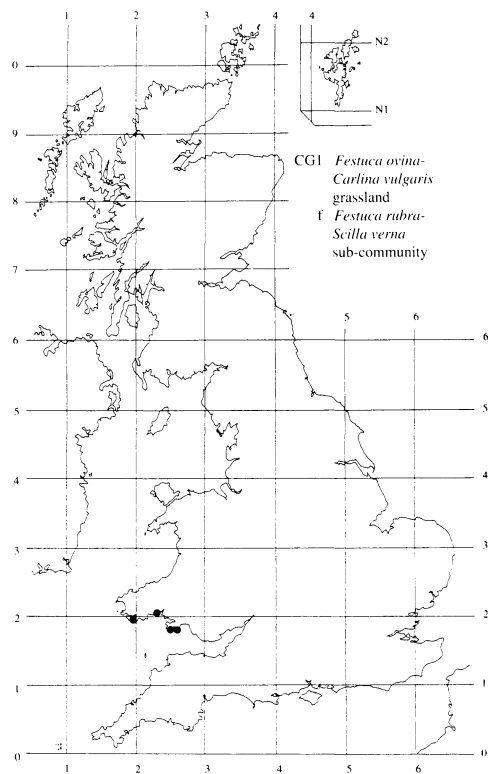 1 2 3 4
4
N2
N1
0
9
8
7
6
5
4
3
2
1
0
CG1 Festuca ovina-
Carlina vulgaris
grassland
f Festuca rubra-
Scilla verna
sub-community
5 6
6
5
4
3
2
1
0
1 2 3 4 5 6